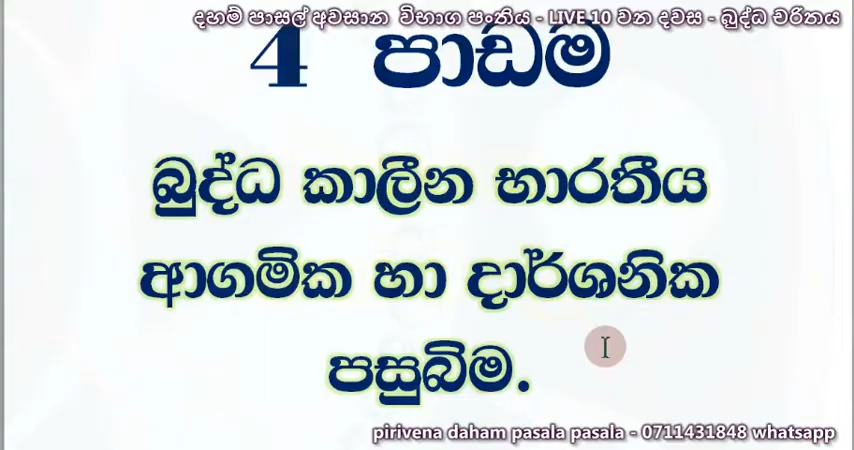 දහම් පාසල් අවසාන විභාග පංතිය - LIVE 10 වන දවස - බුද්ධ චරිතය
4 පාඩම
බුද්ධ කාලීන භාරතීය
ආගමික හා දාර්ශනික
පසුබිම.
pirivena daham pasala pasala - 0711431848 whatsapp